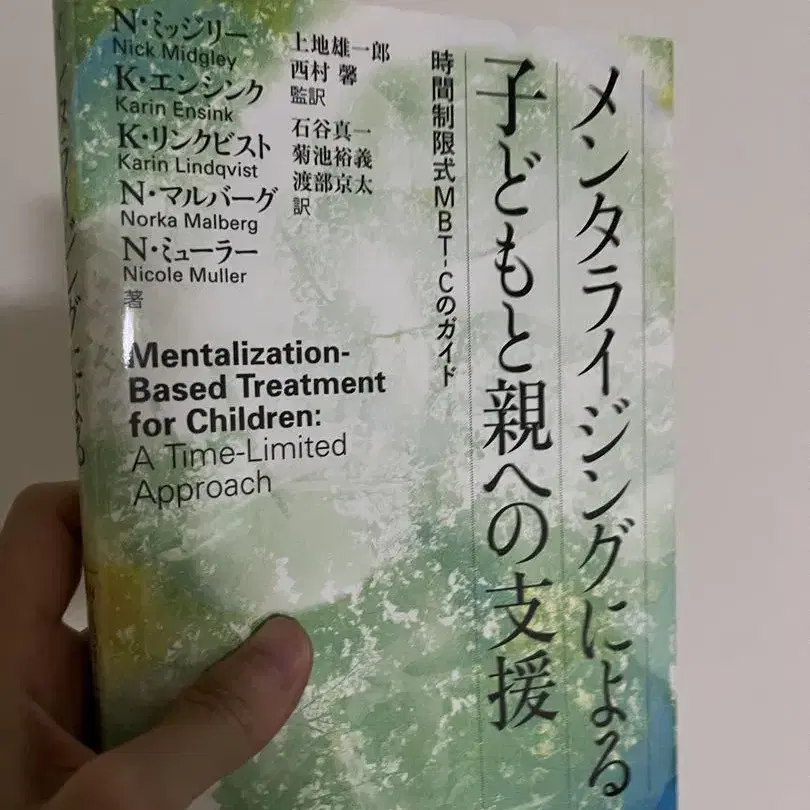 メンタライジングによる
子どもと親への支援
時間制限式MBT-Cのガイド
上地雄一郎
西村 馨
監訳
石谷真一
菊池裕義
渡部京太
訳
N・ミッジリー
Nick Midgley
K・エンシンク
Karin Ensink
K・リンクビスト
Karin Lindqvist
N・マルバーグ
Norka Malberg
N・ミューラー
Nicole Muller
著
Mentalization-
Based Treatment
for Children:
A Time-Limited
Approach